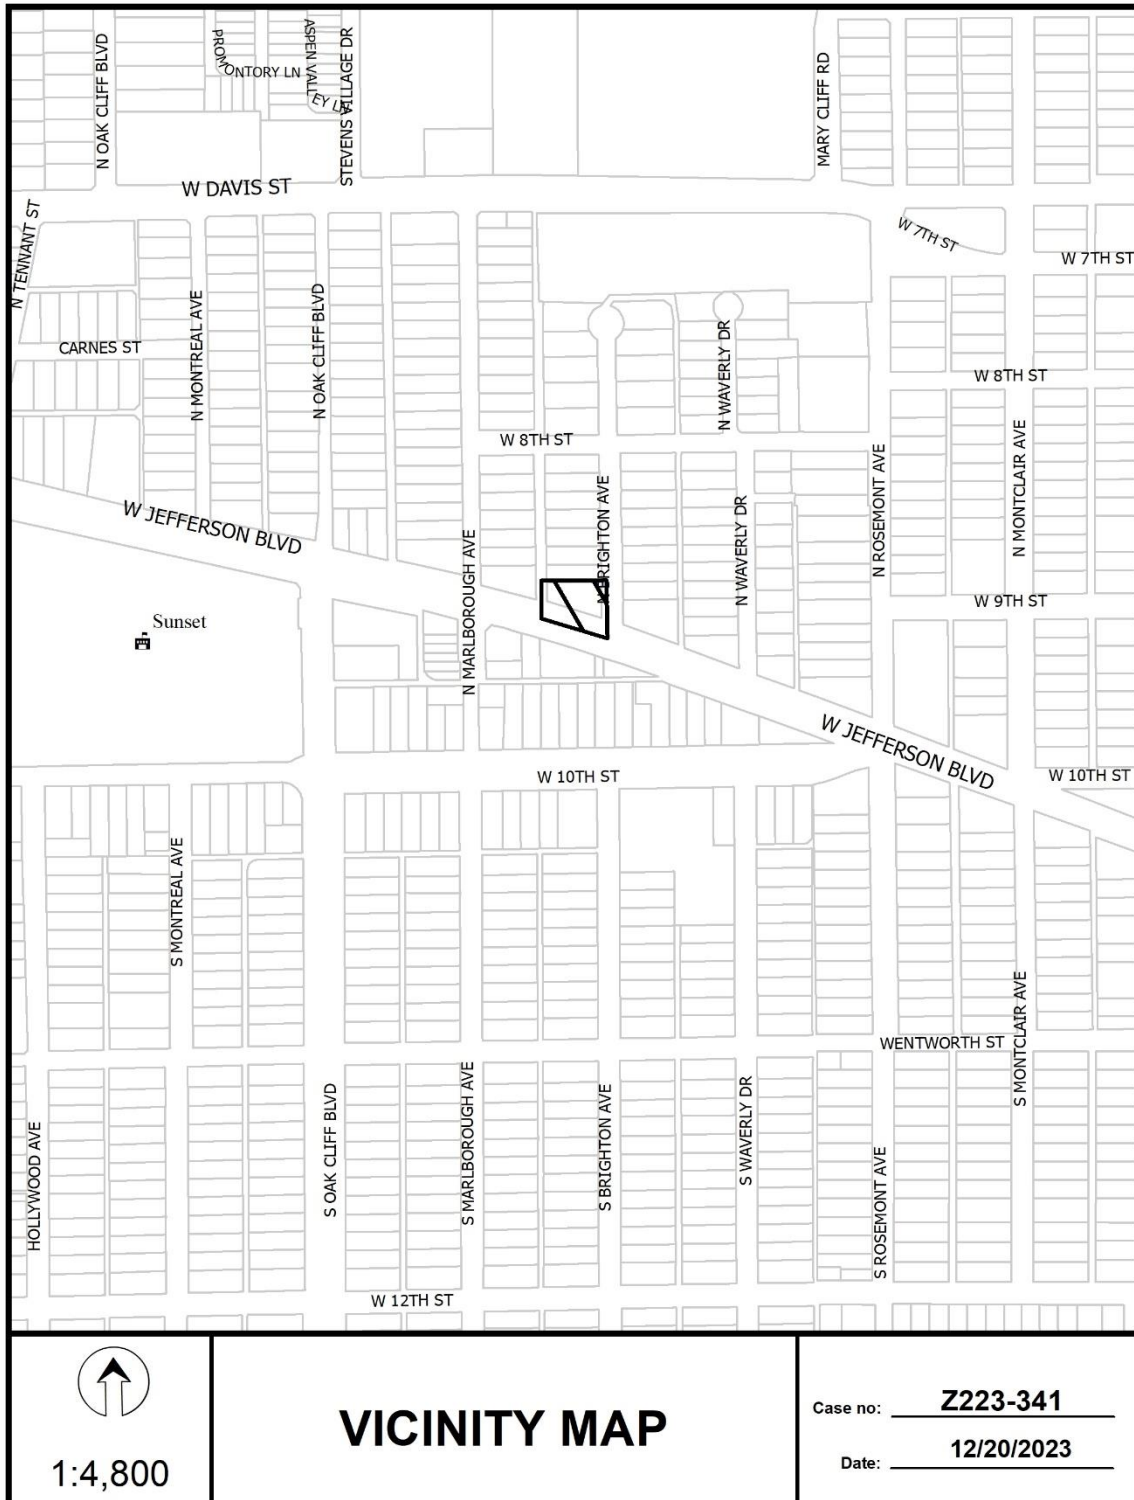 PROMONTORY LN
ASPEN VALLEY LN
N OAK CLIFF BLVD
STEVENS VILLAGE DR
MARY CLIFF RD
W DAVIS ST
N TENNANT ST
W 7TH ST
W 7TH ST
CARNES ST
N MONTREAL AVE
N OAK CLIFF BLVD
N WAVERLY DR
W 8TH ST
W 8TH ST
N MONTCLAIR AVE
N ROSEMONT AVE
W JEFFERSON BLVD
N MARLBOROUGH AVE
N BRIGHTON AVE
N WAVERLY DR
W 9TH ST
Sunset
W JEFFERSON BLVD
W 10TH ST
W 10TH ST
S MONTREAL AVE
S MONTCLAIR AVE
WENTWORTH ST
HOLLYWOOD AVE
S OAK CLIFF BLVD
S MARLBOROUGH AVE
S BRIGHTON AVE
S WAVERLY DR
S ROSEMONT AVE
W 12TH ST
1:4,800
VICINITY MAP
Case no: Z223-341
Date: 12/20/2023